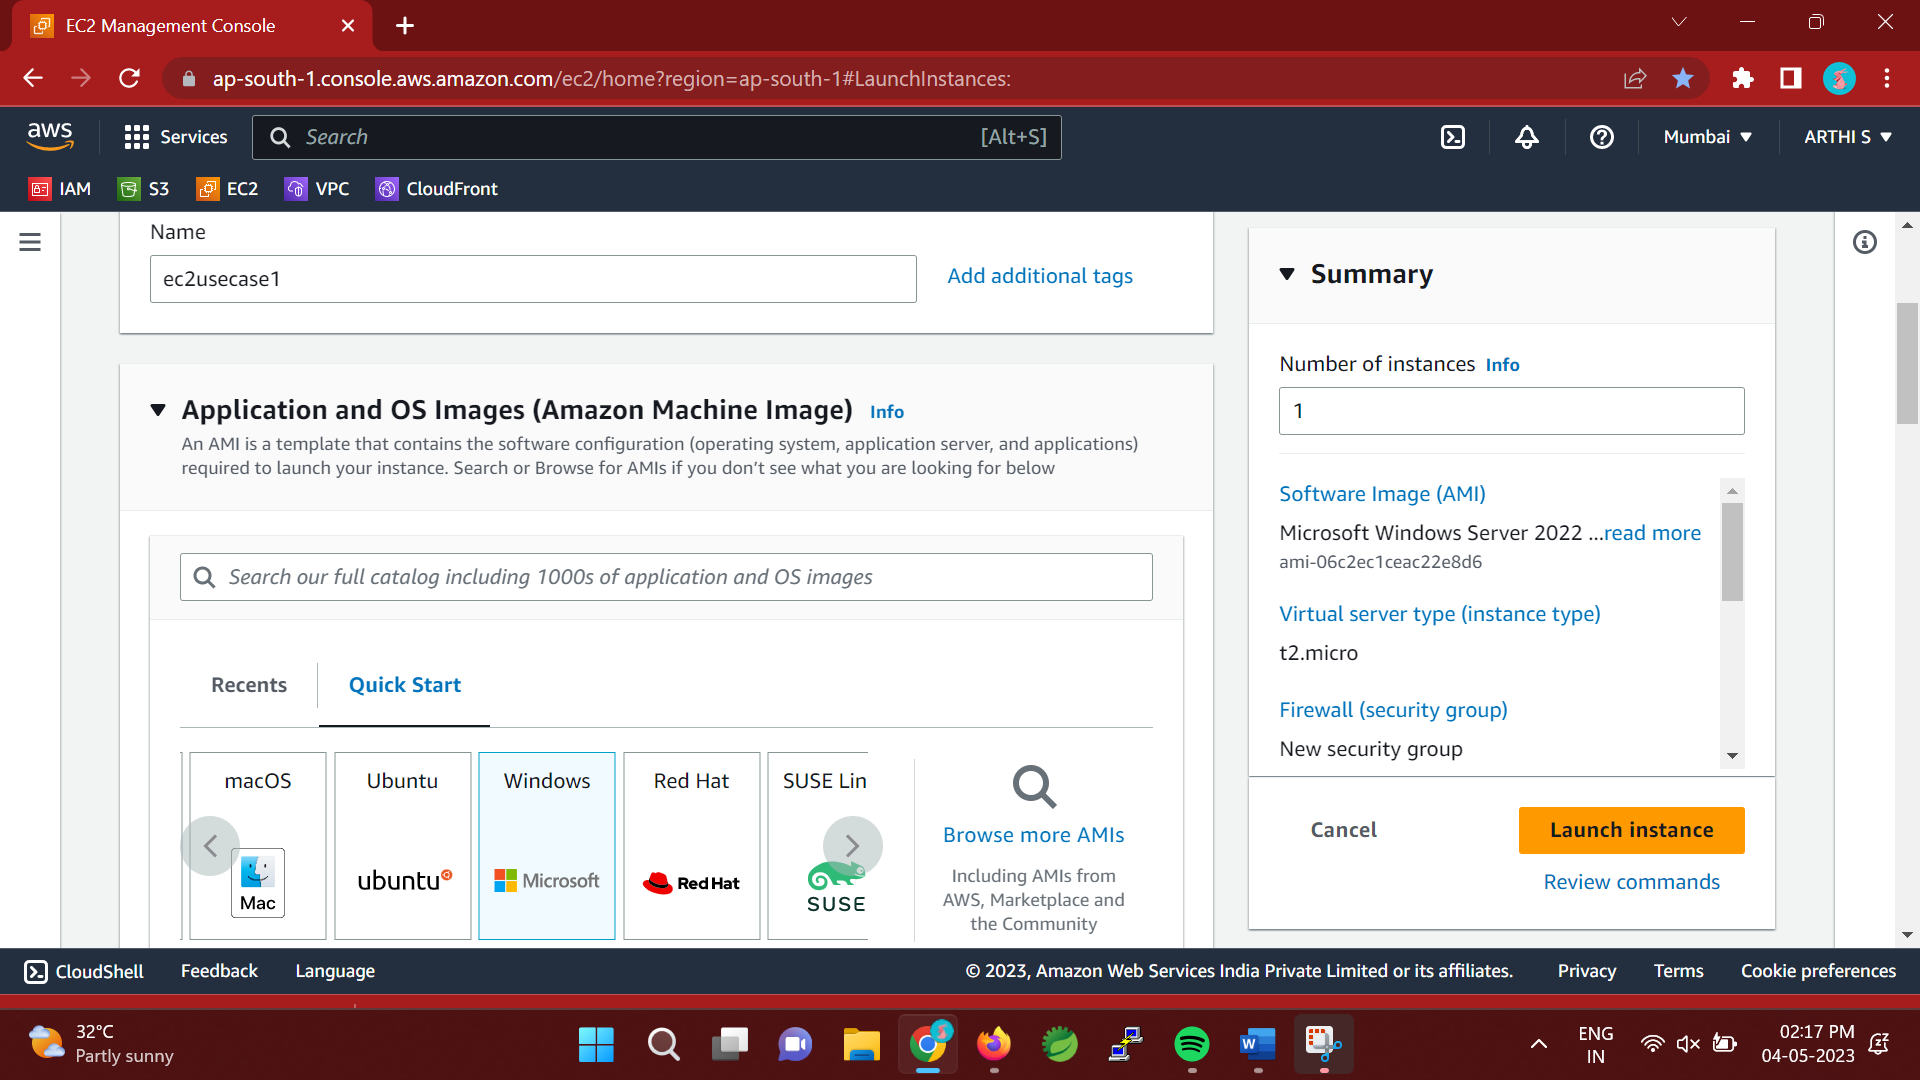 EC2 Management Console
ap-south-1.console.aws.amazon.com/ec2/home?region=ap-south-1#LaunchInstances:
aws
Services
Search
[Alt+S]
Mumbai
ARTHI S
IAM
S3
EC2
VPC
CloudFront
Name
ec2usecase1
Add additional tags
Application and OS Images (Amazon Machine Image) Info
An AMI is a template that contains the software configuration (operating system, application server, and applications)
required to launch your instance. Search or Browse for AMIs if you don’t see what you are looking for below
Search our full catalog including 1000s of application and OS images
Recents
Quick Start
macOS
Mac
Ubuntu
ubuntu
Windows
Microsoft
Red Hat
Red Hat
SUSE Lin
SUSE
Browse more AMIs
Including AMIs from
AWS, Marketplace and
the Community
Summary
Number of instances Info
1
Software Image (AMI)
Microsoft Windows Server 2022 ...read more
ami-06c2ec1ceac22e8d6
Virtual server type (instance type)
t2.micro
Firewall (security group)
New security group
Cancel
Launch instance
Review commands
CloudShell
Feedback
Language
© 2023, Amazon Web Services India Private Limited or its affiliates.
Privacy
Terms
Cookie preferences
32°C
Partly sunny
W
ENG
IN
02:17 PM
04-05-2023